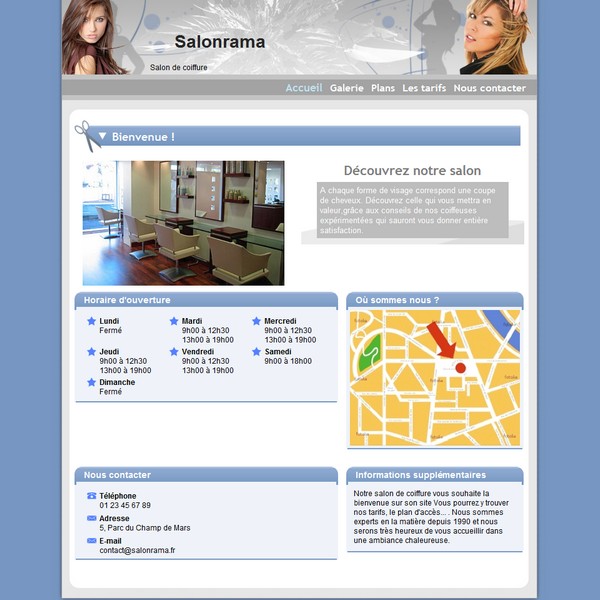 Salonrama
Salon de coiffure
Accueil Galerie Plans Les tarifs Nous contacter
Bienvenue !
Découvrez notre salon
A chaque forme de visage correspond une coupe
de cheveux. Découvrez celle qui vous mettra en
valeur,grâce aux conseils de nos coiffeuses
expérimentées qui sauront vous donner entière
satisfaction.
Horaire d'ouverture
Lundi
Fermé
Mardi
9h00 à 12h30
13h00 à 19h00
Mercredi
9h00 à 12h30
13h00 à 19h00
Jeudi
9h00 à 12h30
13h00 à 19h00
Vendredi
9h00 à 12h30
13h00 à 19h00
Samedi
9h00 à 18h00
Dimanche
Fermé
Où sommes nous ?
Nous contacter
Téléphone
01 23 45 67 89
Adresse
5, Parc du Champ de Mars
E-mail
contact@salonrama.fr
Informations supplémentaires
Notre salon de coiffure vous souhaite la
bienvenue sur son site Vous pourrez y trouver
nos tarifs, le plan d'accès... . Nous sommes
experts en la matière depuis 1990 et nous
serons très heureux de vous accueillir dans
une ambiance chaleureuse.